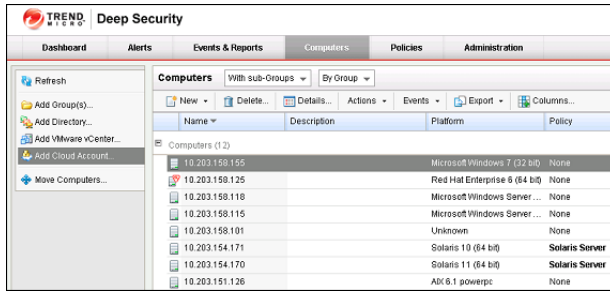 TREND MICRO Deep Security
Dashboard Alerts Events & Reports Computers Policies Administration
Refresh
Add Group(s)...
Add Directory...
Add VMware vCenter...
Add Cloud Account...
Move Computers...
Computers With sub-Groups By Group
New Delete... Details... Actions Events Export Columns...
Name Description Platform Policy
Computers (12)
10.203.158.155 Microsoft Windows 7 (32 bit) None
10.203.158.125 Red Hat Enterprise 6 (64 bit) None
10.203.158.118 Microsoft Windows Server ... None
10.203.158.115 Microsoft Windows Server ... None
10.203.158.101 Unknown None
10.203.154.171 Solaris 10 (64 bit) Solaris Server
10.203.154.170 Solaris 11 (64 bit) Solaris Server
10.203.151.126 AIX 6.1 powerpc None